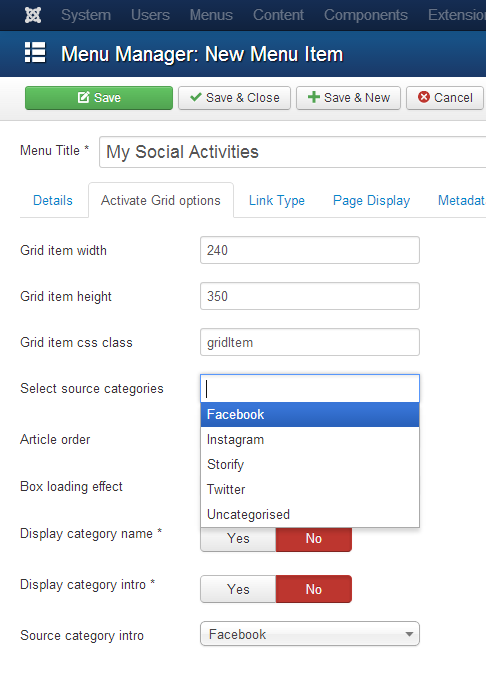 System Users Menus Content Components Extension
Menu Manager: New Menu Item
Save Save & Close Save & New Cancel
Menu Title * My Social Activities
Details Activate Grid options Link Type Page Display Metadat
Grid item width 240
Grid item height 350
Grid item css class gridItem
Select source categories
Facebook
Instagram
Article order
Storify
Box loading effect Twitter
Uncategorised
Display category name * Yes No
Display category intro * Yes No
Source category intro Facebook